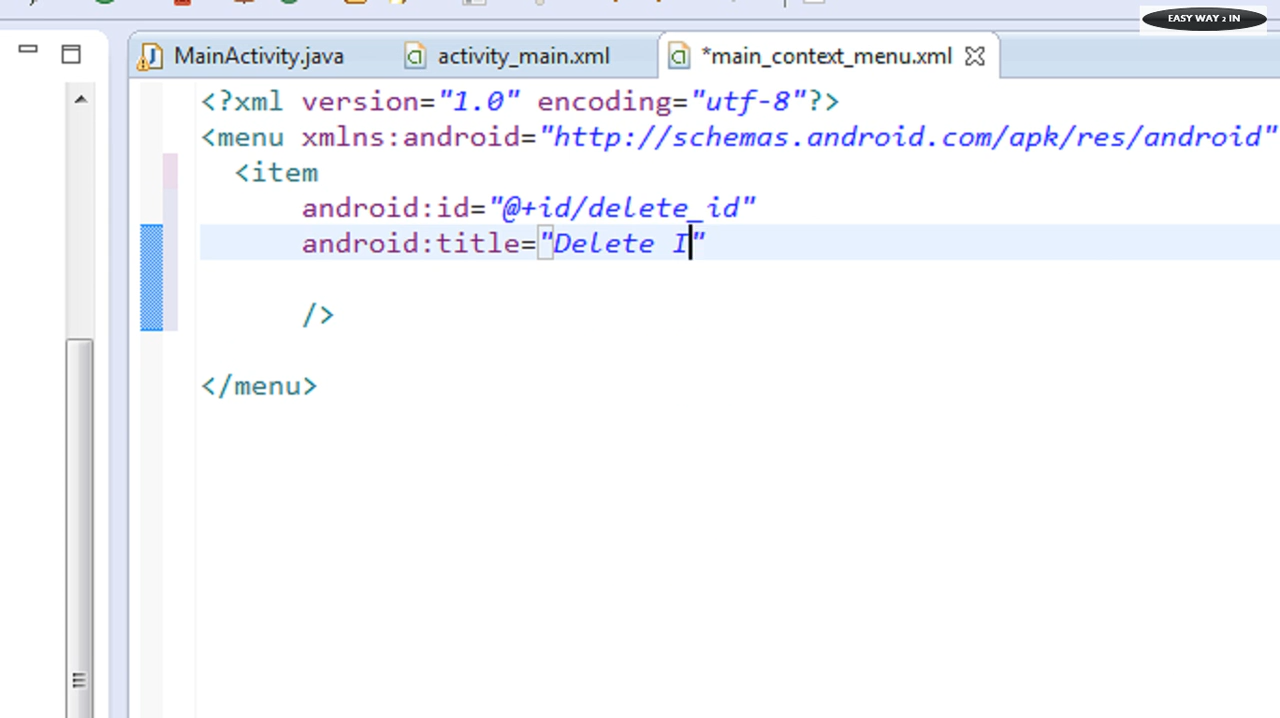 EASY WAY 2 IN
MainActivity.java
activity_main.xml
*main_context_menu.xml
<?xml version="1.0" encoding="utf-8"?>
<menu xmlns:android="http://schemas.android.com/apk/res/android"
<item
android:id="@+id/delete_id"
android:title="Delete I"
/>
</menu>